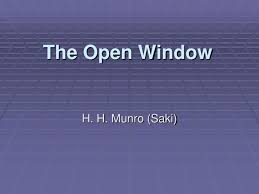 The Open Window
H. H. Munro (Saki)